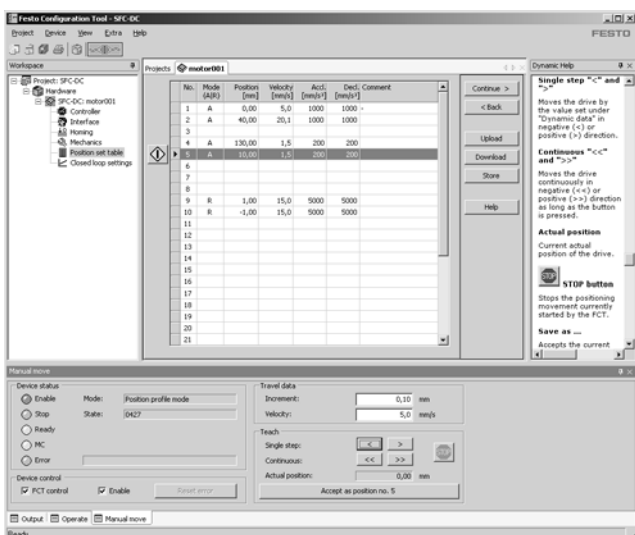 Festo Configuration Tool - SFC-DC
Project Device View Extra Help
FESTO
Workspace
Project: SFC-DC
Hardware
SFC-DC: motor001
Controller
Interface
Homing
Mechanics
Position set table
Closed loop settings
Projects motor001
No. Mode (A|R) Position [mm] Velocity [mm/s] Accl. [mm/s²] Decl. [mm/s²] Comment
1 A 0,00 5,0 1000 1000 -
2 A 40,00 20,1 1000 1000
3
4 A 130,00 1,5 200 200
5 A 10,00 1,5 200 200
6
7
8
9 R 1,00 15,0 5000 5000
10 R -1,00 15,0 5000 5000
11
12
13
14
15
16
17
18
19
20
21
Continue >
< Back
Upload
Download
Store
Help
Dynamic Help
Single step "<" and
">"
Moves the drive by
the value set under
"Dynamic data" in
negative (<) or
positive (>) direction.
Continuous "<<"
and ">>"
Moves the drive
continuously in
negative (<<) or
positive (>>) direction
as long as the button
is pressed.
Actual position
Current actual
position of the drive.
STOP STOP button
Stops the positioning
movement currently
started by the FCT.
Save as ...
Accepts the current
Manual move
Device status
Enable Mode: Position profile mode
Stop State: 0427
Ready
MC
Error
Device control
FCT control Enable Reset error
Travel data
Increment: 0,10 mm
Velocity: 5,0 mm/s
Teach
Single step: < >
Continuous: << >>
STOP
Actual position: 0,00 mm
Accept as position no. 5
Output Operate Manual move
Ready